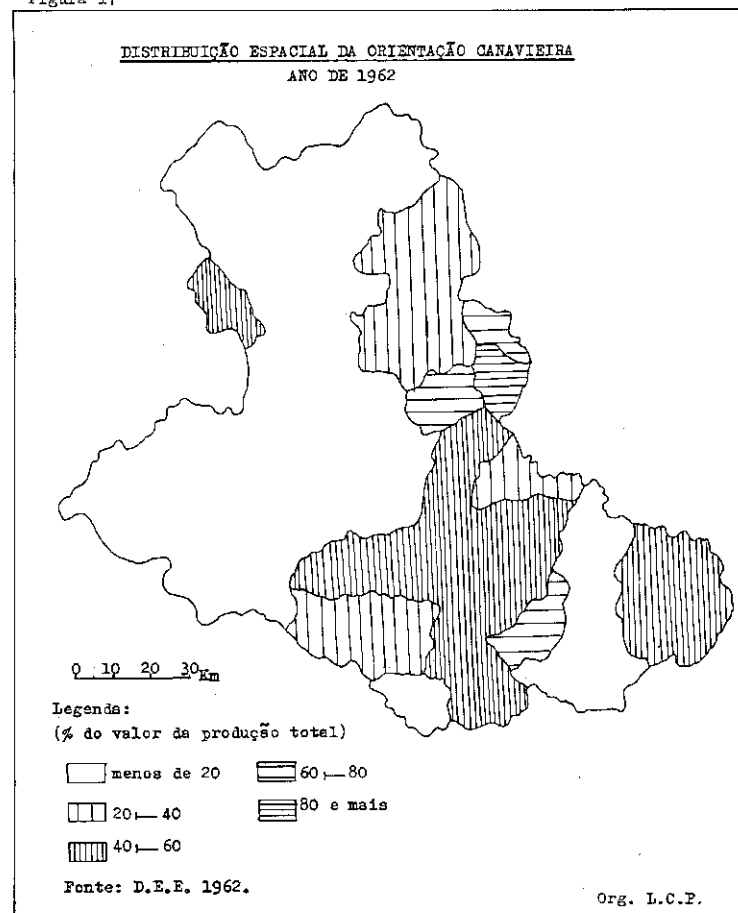 Figura 17
DISTRIBUIÇÃO ESPACIAL DA ORIENTAÇÃO CANAVIEIRA
ANO DE 1962
0 10 20 30 Km
Legenda:
(% do valor da produção total)
menos de 20
60 ⊢— 80
20 ⊢— 40
80 e mais
40 ⊢— 60
Fonte: D.E.E. 1962.
Org. L.C.P.